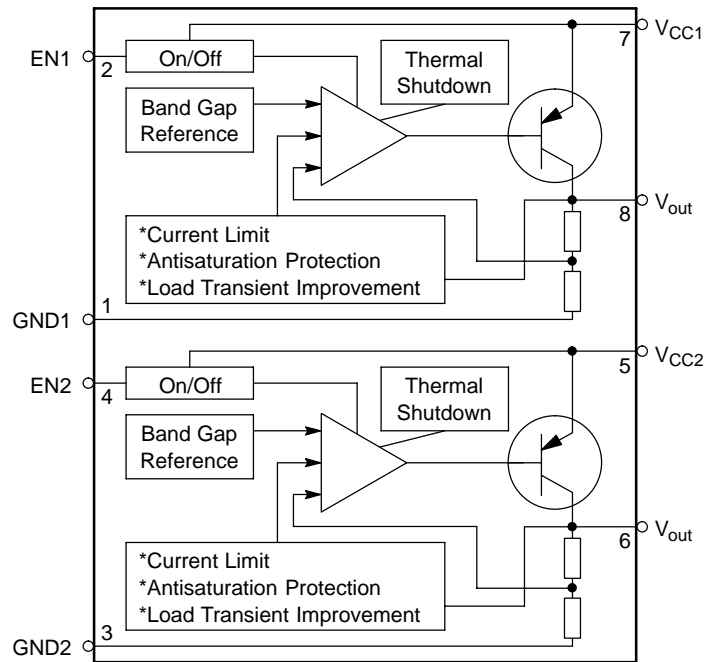 VCC1
7
EN1
2
On/Off
Thermal
Shutdown
Band Gap
Reference
8
Vout
*Current Limit
*Antisaturation Protection
*Load Transient Improvement
1
GND1
VCC2
5
EN2
4
On/Off
Thermal
Shutdown
Band Gap
Reference
6
Vout
*Current Limit
*Antisaturation Protection
*Load Transient Improvement
3
GND2